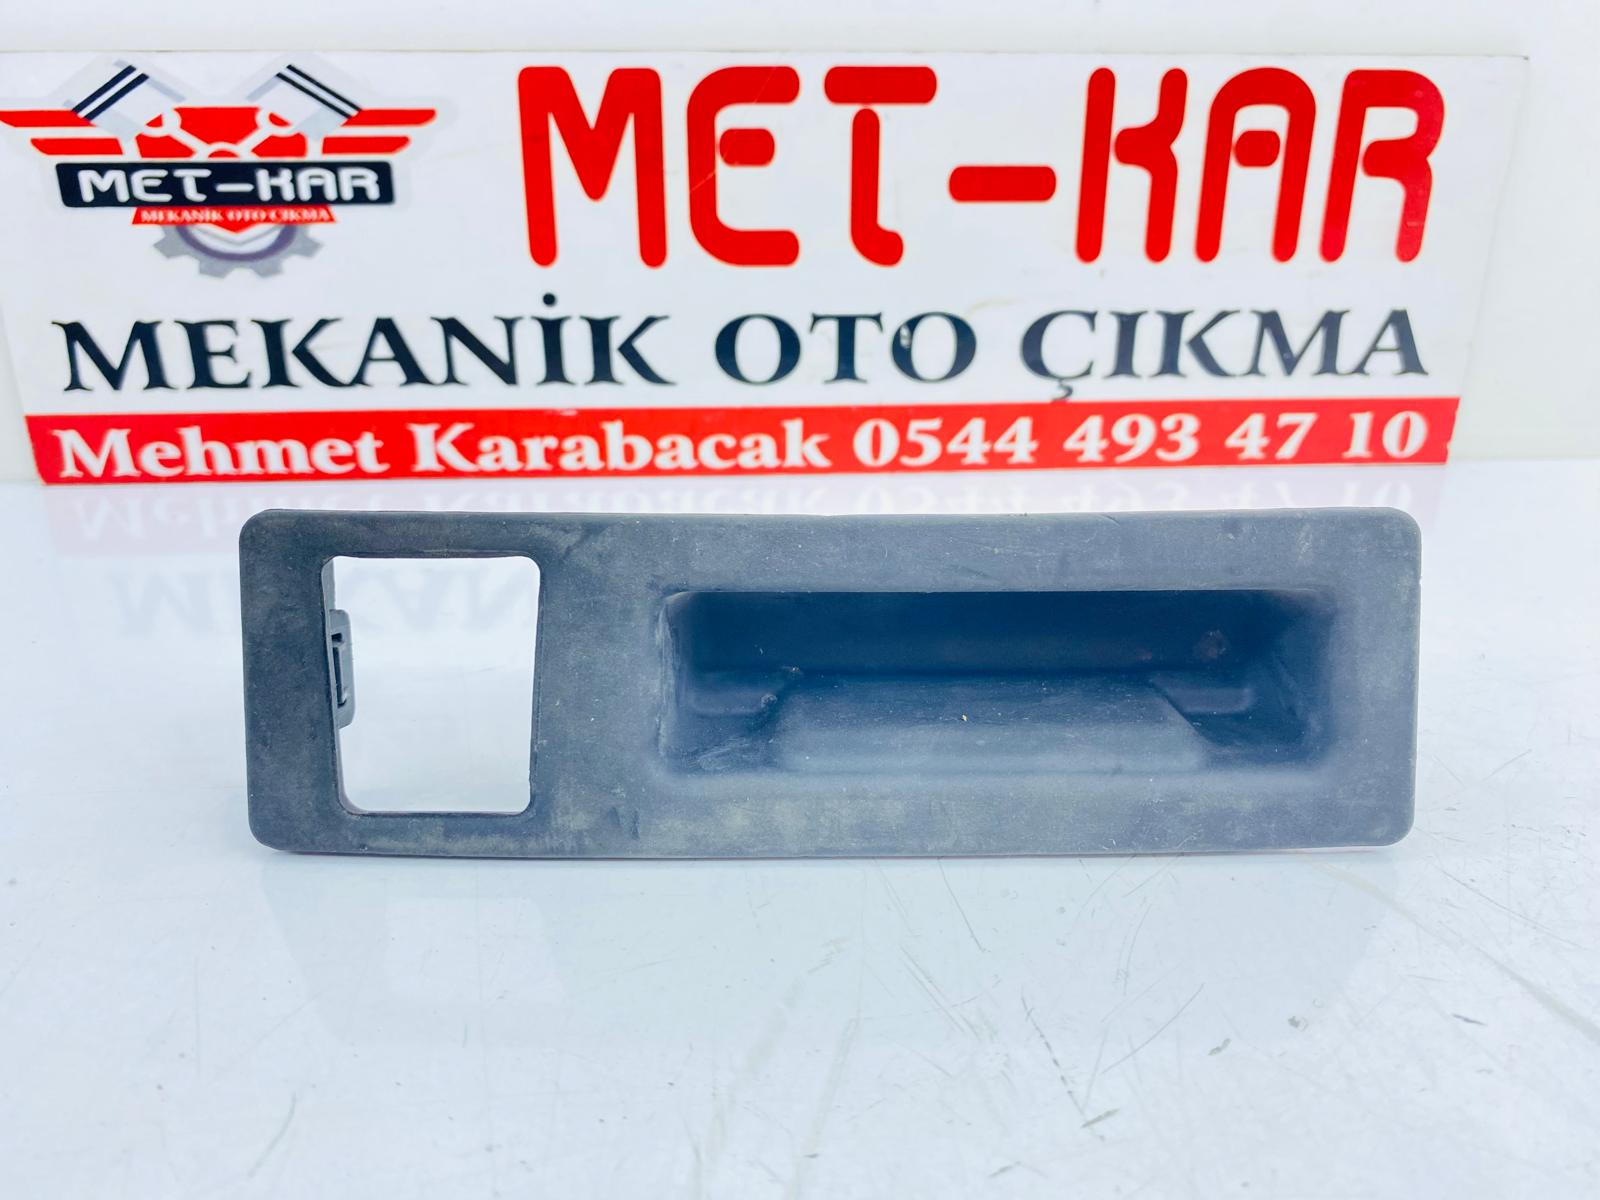 MET-KAR
MEKANİK OTO ÇIKMA
MET-KAR
MEKANİK OTO ÇIKMA
Mehmet Karabacak 0544 493 47 10